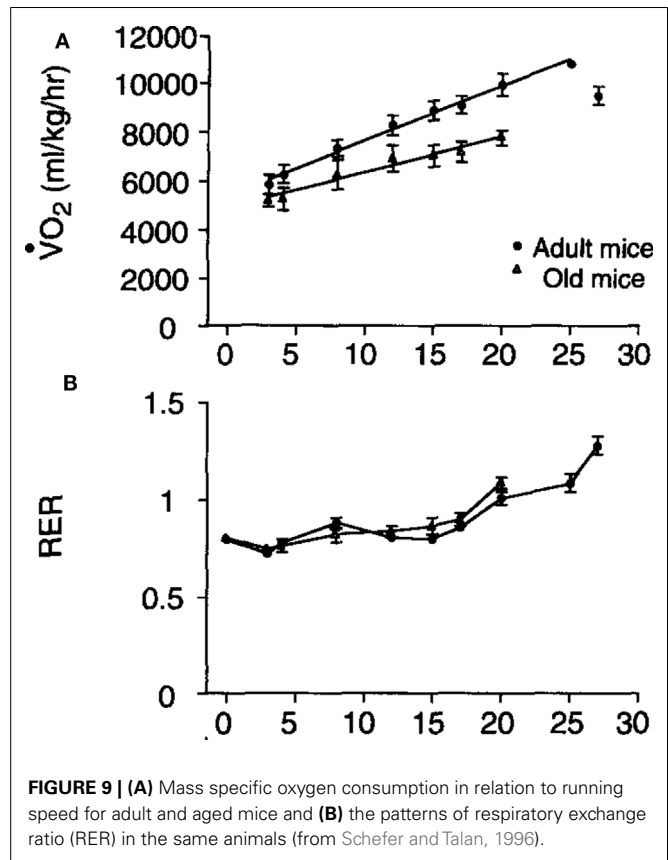 A
V̇O₂ (ml/kg/hr)
12000
10000
8000
6000
4000
2000
0
Adult mice
Old mice
0 5 10 15 20 25 30
B
RER
1.5
1
0.5
0
0 5 10 15 20 25 30
FIGURE 9 | (A) Mass specific oxygen consumption in relation to running
speed for adult and aged mice and (B) the patterns of respiratory exchange
ratio (RER) in the same animals (from Schefer and Talan, 1996).